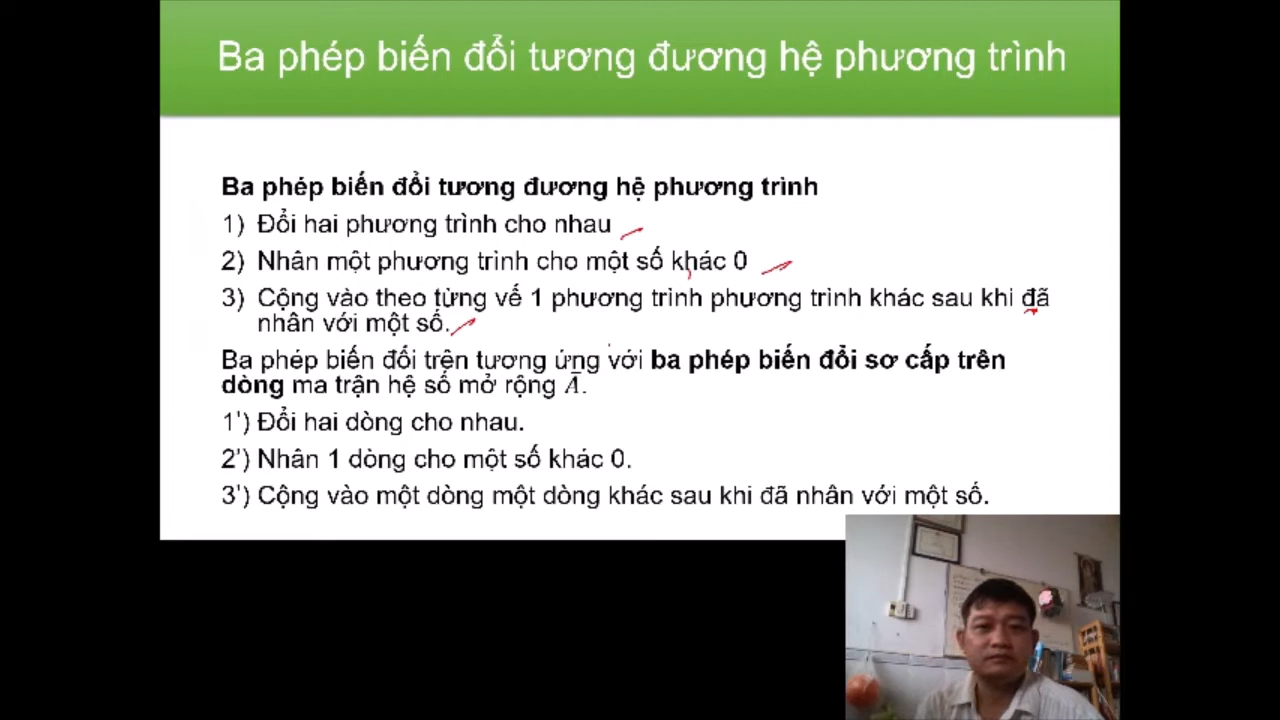 Ba phép biến đổi tương đương hệ phương trình
Ba phép biến đổi tương đương hệ phương trình
1) Đổi hai phương trình cho nhau
2) Nhân một phương trình cho một số khác 0
3) Cộng vào theo từng vế 1 phương trình phương trình khác sau khi đã
nhân với một số.
Ba phép biến đổi trên tương ứng với ba phép biến đổi sơ cấp trên
dòng ma trận hệ số mở rộng A̅.
1') Đổi hai dòng cho nhau.
2') Nhân 1 dòng cho một số khác 0.
3') Cộng vào một dòng một dòng khác sau khi đã nhân với một số.